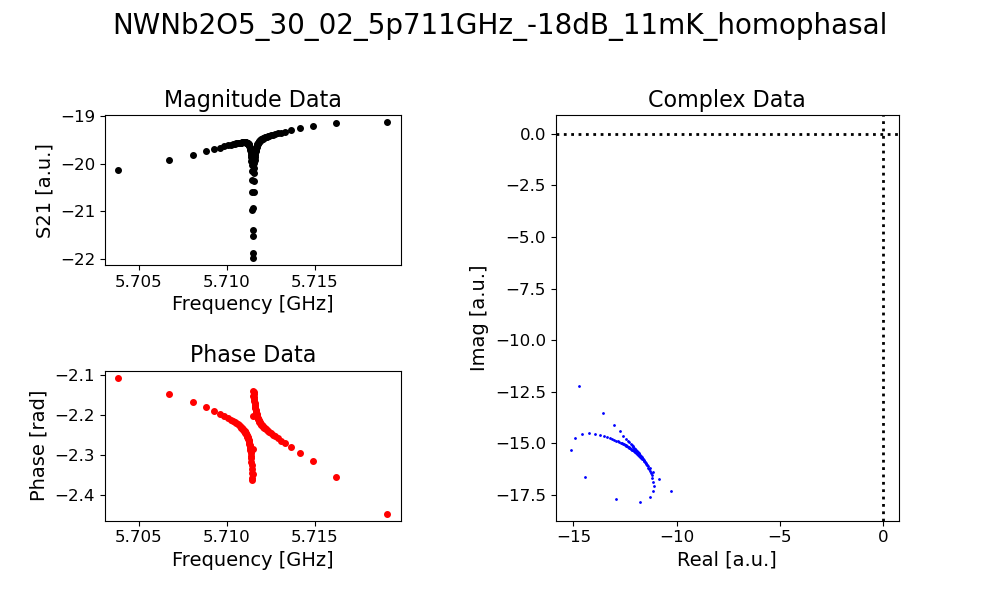 NWNb2O5_30_02_5p711GHz_-18dB_11mK_homophasal
Magnitude Data
S21 [a.u.]
−19
−20
−21
−22
5.705 5.710 5.715
Frequency [GHz]
Phase Data
Phase [rad]
−2.1
−2.2
−2.3
−2.4
5.705 5.710 5.715
Frequency [GHz]
Complex Data
Imag [a.u.]
0.0
−2.5
−5.0
−7.5
−10.0
−12.5
−15.0
−17.5
−15 −10 −5 0
Real [a.u.]